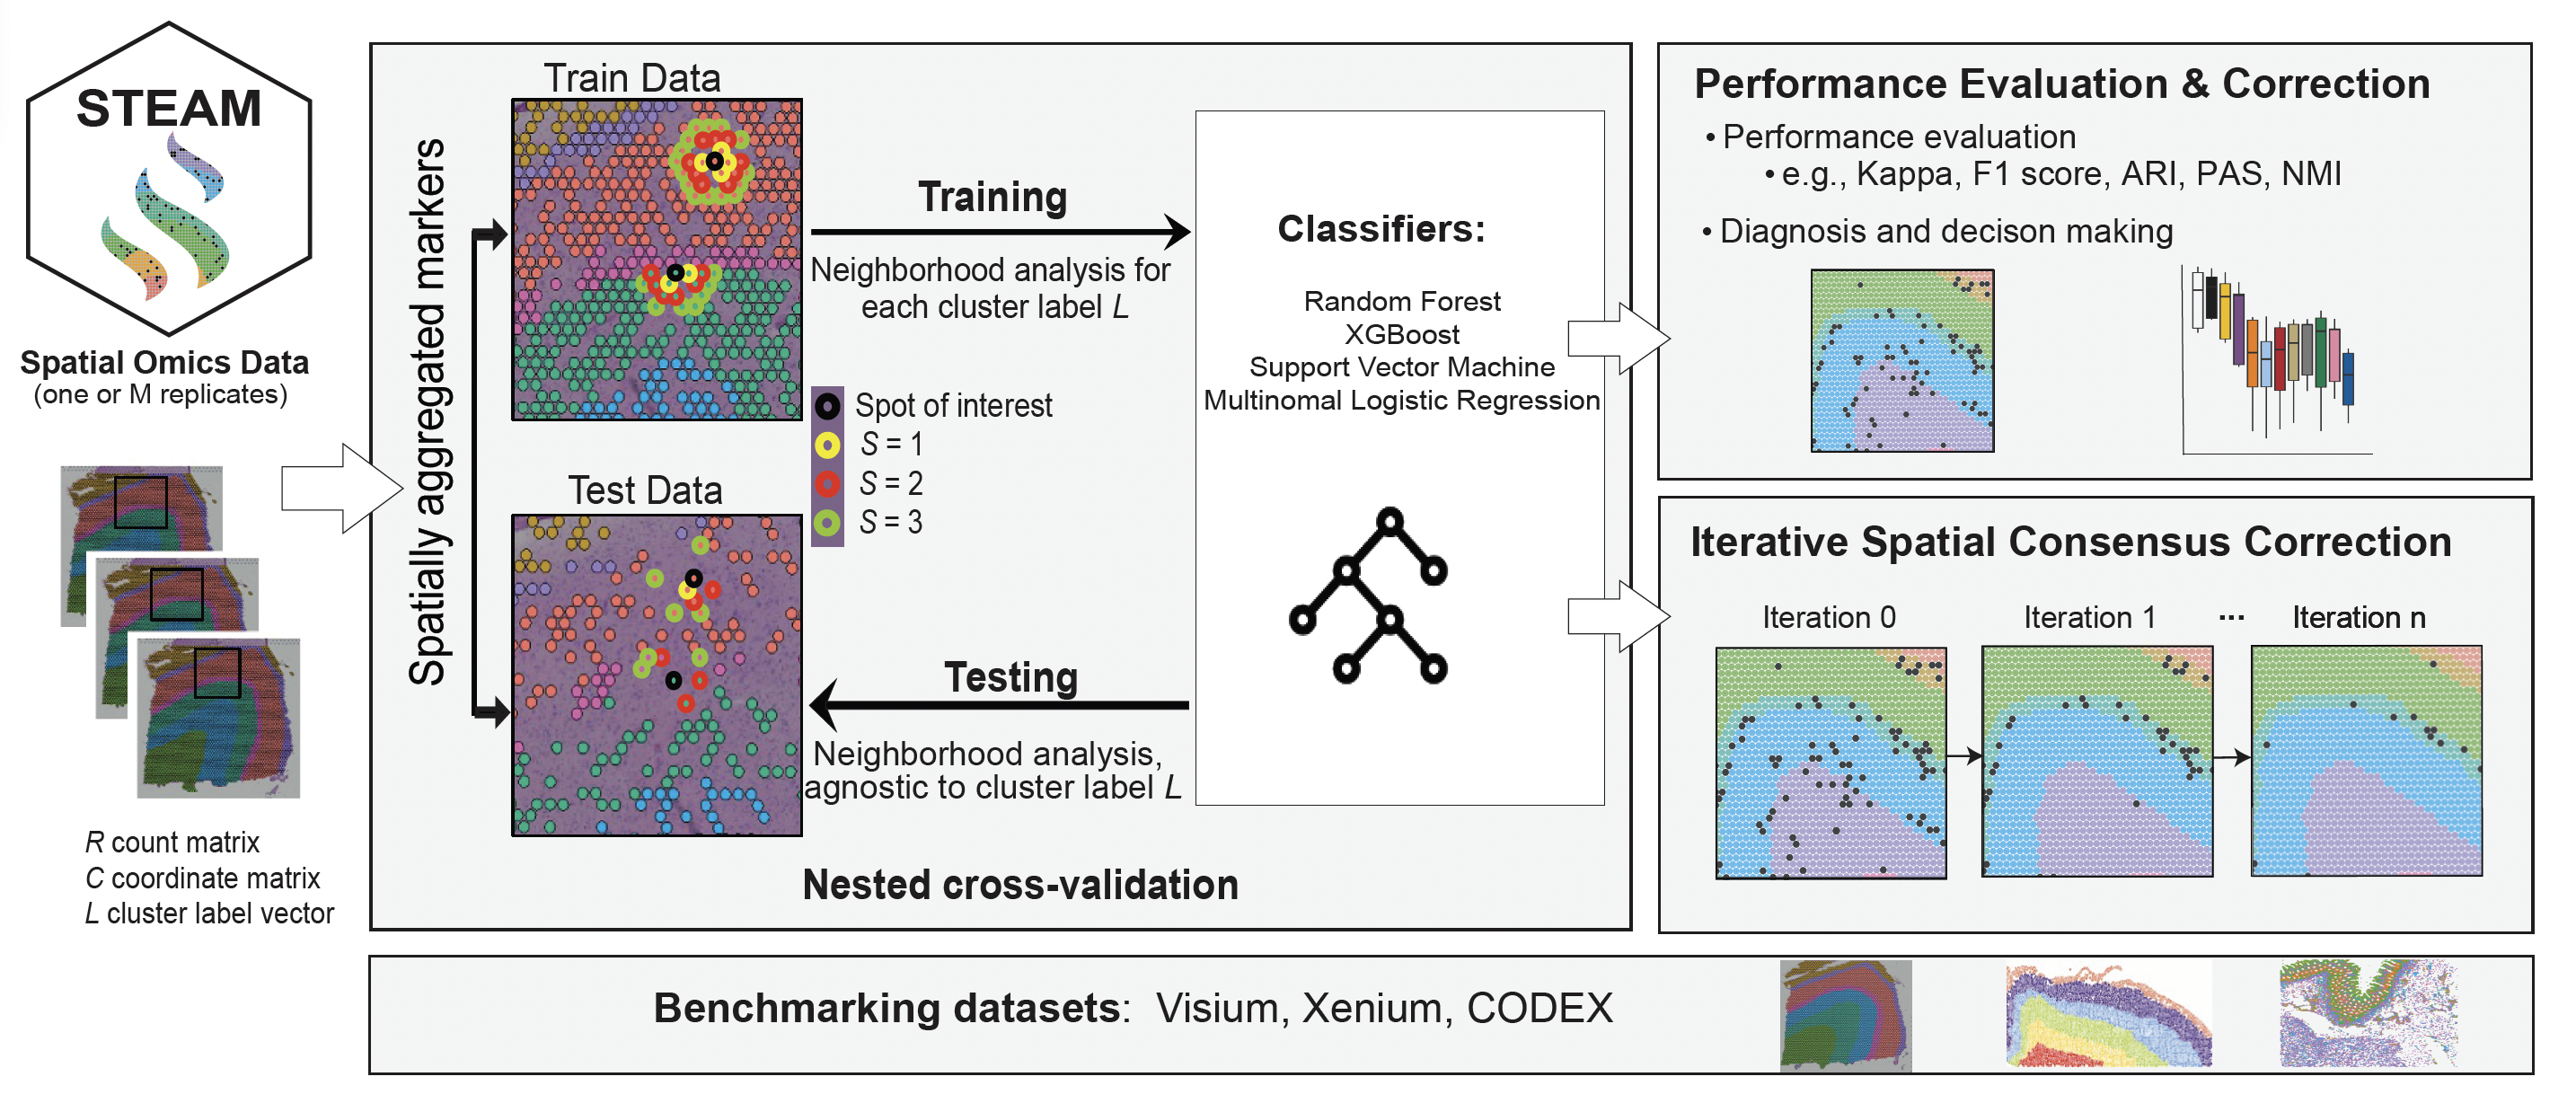 STEAM
Spatial Omics Data
(one or M replicates)
R count matrix
C coordinate matrix
L cluster label vector
Spatially aggregated markers
Train Data
Test Data
Training
Neighborhood analysis for
each cluster label L
Spot of interest
S = 1
S = 2
S = 3
Testing
Neighborhood analysis,
agnostic to cluster label L
Classifiers:
Random Forest
XGBoost
Support Vector Machine
Multinomal Logistic Regression
Nested cross-validation
Performance Evaluation & Correction
• Performance evaluation
• e.g., Kappa, F1 score, ARI, PAS, NMI
• Diagnosis and decison making
Iterative Spatial Consensus Correction
Iteration 0
Iteration 1
...
Iteration n
Benchmarking datasets: Visium, Xenium, CODEX